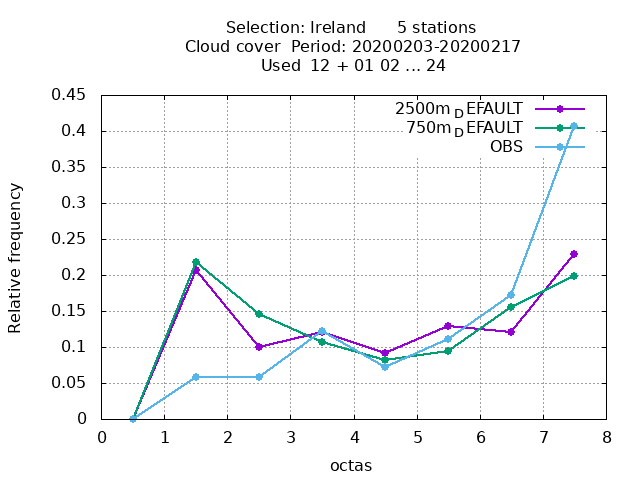 Selection: Ireland 5 stations
Cloud cover Period: 20200203-20200217
Used 12 + 01 02 ... 24
0.45
0.4
0.35
0.3
0.25
0.2
0.15
0.1
0.05
0
Relative frequency
2500m_DEFAULT
750m_DEFAULT
OBS
0 1 2 3 4 5 6 7 8
octas